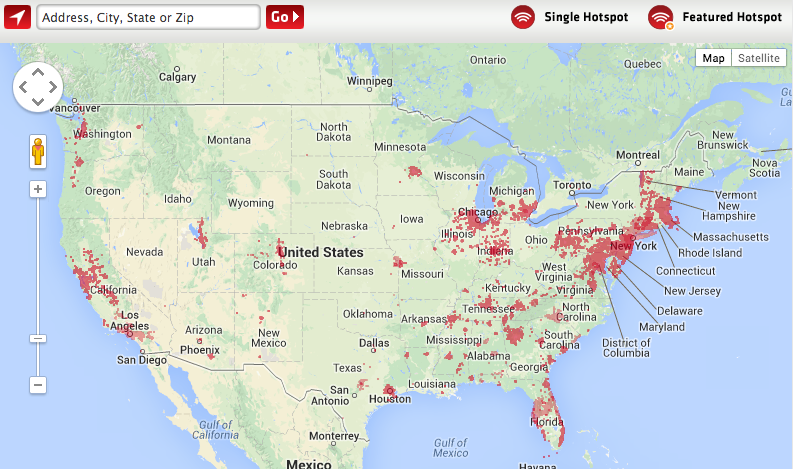 Address, City, State or Zip
Go
Single Hotspot
Featured Hotspot
Map
Satellite
Ontario
Quebec
Calgary
Winnipeg
Vancouver
Washington
Montana
North
Dakota
Minnesota
Montreal
New
Brunswick
Nova
Scotia
Maine
Oregon
Idaho
Wyoming
South
Dakota
Wisconsin
Michigan
Toronto
Vermont
New
Hampshire
New York
Massachusetts
Rhode Island
Connecticut
New Jersey
Delaware
Maryland
District of
Columbia
Nebraska
Iowa
Chicago
Illinois
Indiana
Ohio
Pennsylvania
New York
Nevada
Utah
Colorado
United States
Kansas
Missouri
West
Virginia
Virginia
Kentucky
California
Los
Angeles
San Diego
Arizona
Phoenix
New
Mexico
Oklahoma
Arkansas
Tennessee
North
Carolina
South
Carolina
Mississippi
Alabama
Georgia
Dallas
Texas
San
Antonio
Houston
Louisiana
Florida
Gulf of
California
Monterrey
Gulf of
Mexico
Mexico
Havana